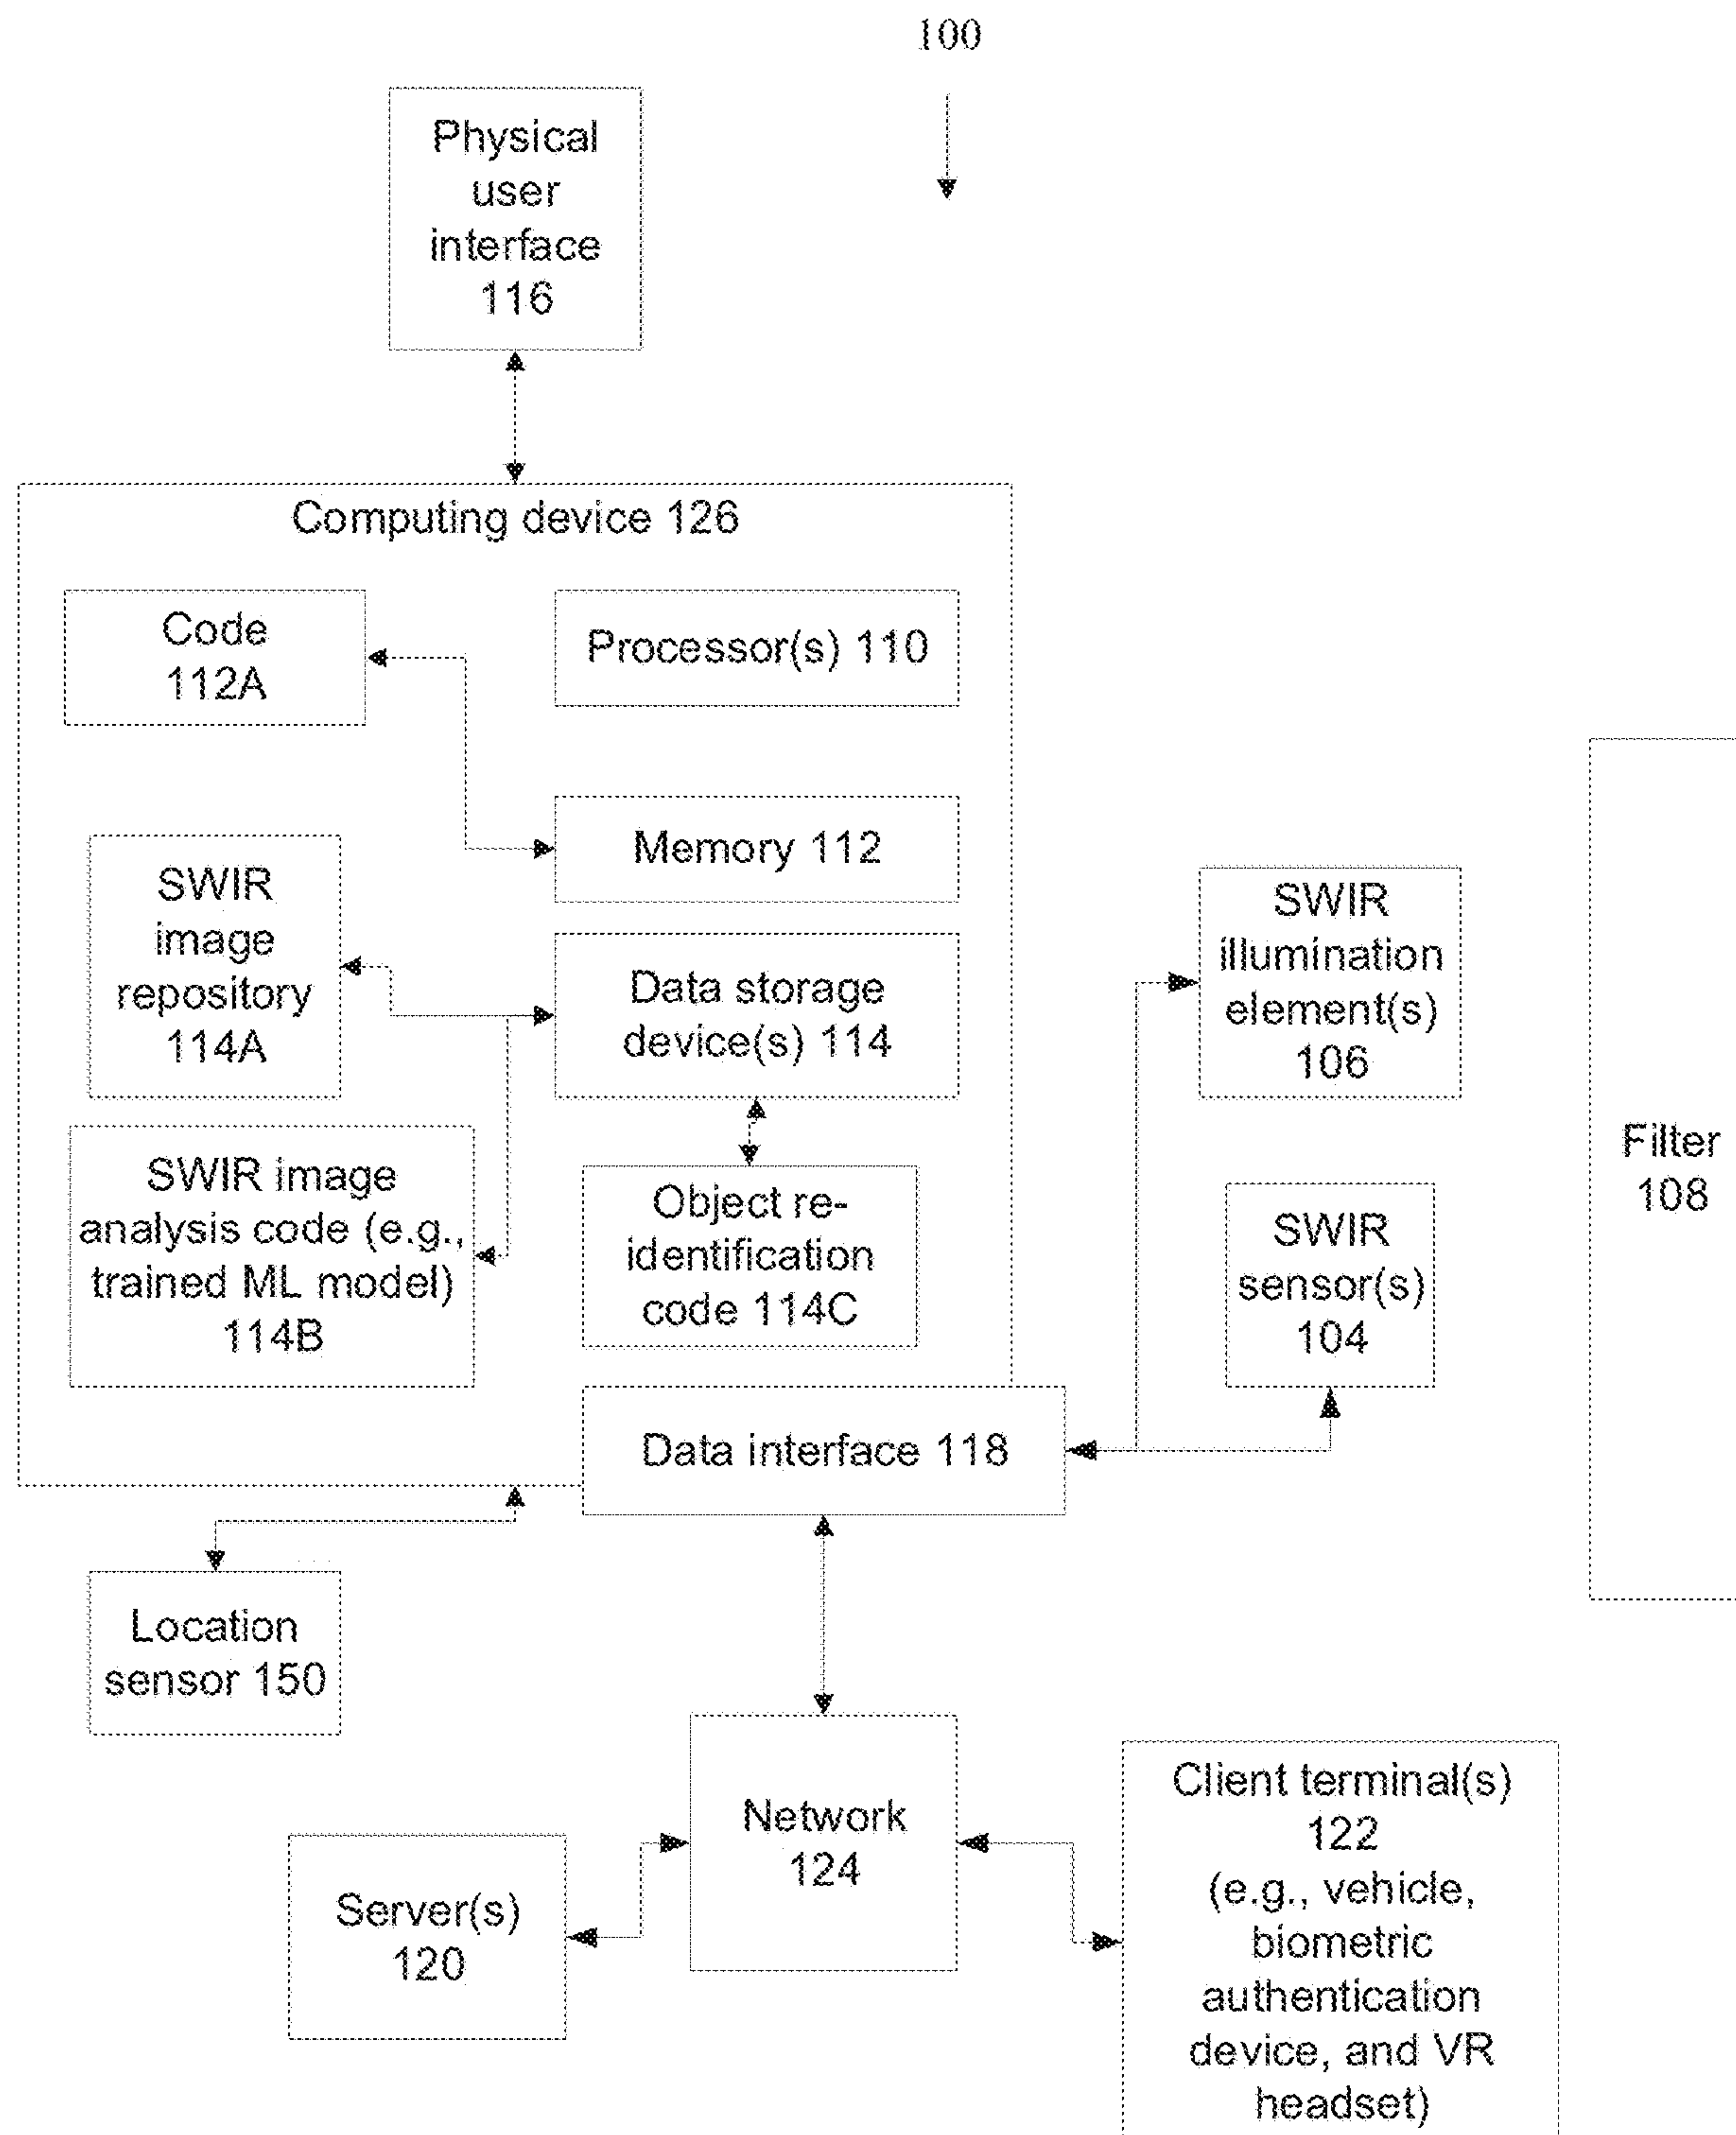 100
Physical
user
interface
116
Computing device 126
Code
112A
Processor(s) 110
Memory 112
SWIR
image
repository
114A
Data storage
device(s) 114
SWIR image
analysis code (e.g.,
trained ML model)
114B
Object re-
identification
code 114C
SWIR
illumination
element(s)
106
SWIR
sensor(s)
104
Filter
108
Data interface 118
Location
sensor 150
Network
124
Server(s)
120
Client terminal(s)
122
(e.g., vehicle,
biometric
authentication
device, and VR
headset)